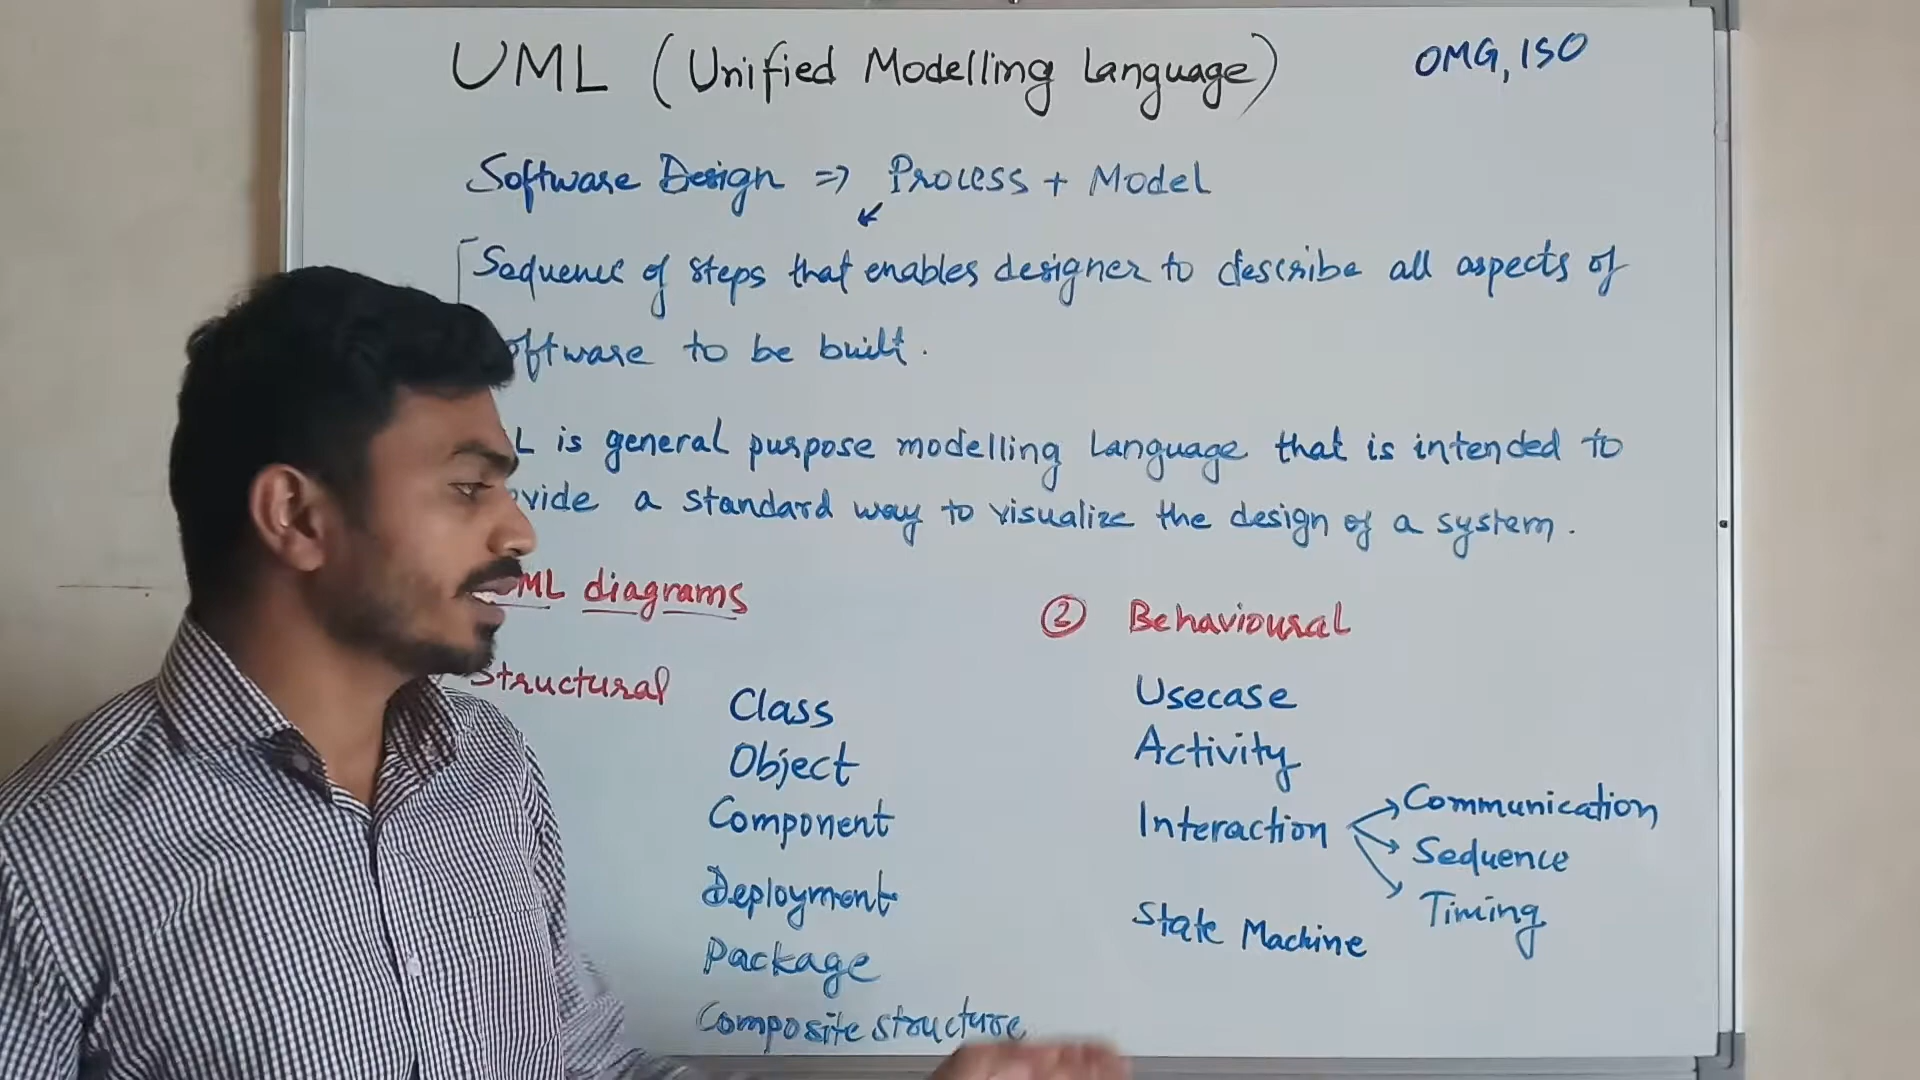 UML (Unified Modelling Language)
OMG, ISO
Software Design => Process + Model
Sequence of steps that enables designer to describe all aspects of
to be built.
is general purpose modelling language that is intended to
a standard way to visualize the design of a system.
diagrams
Structural
Class
Object
Component
Deployment
Package
Composite structure
② Behavioural
Usecase
Activity
Interaction
Communication
Sequence
Timing
State Machine